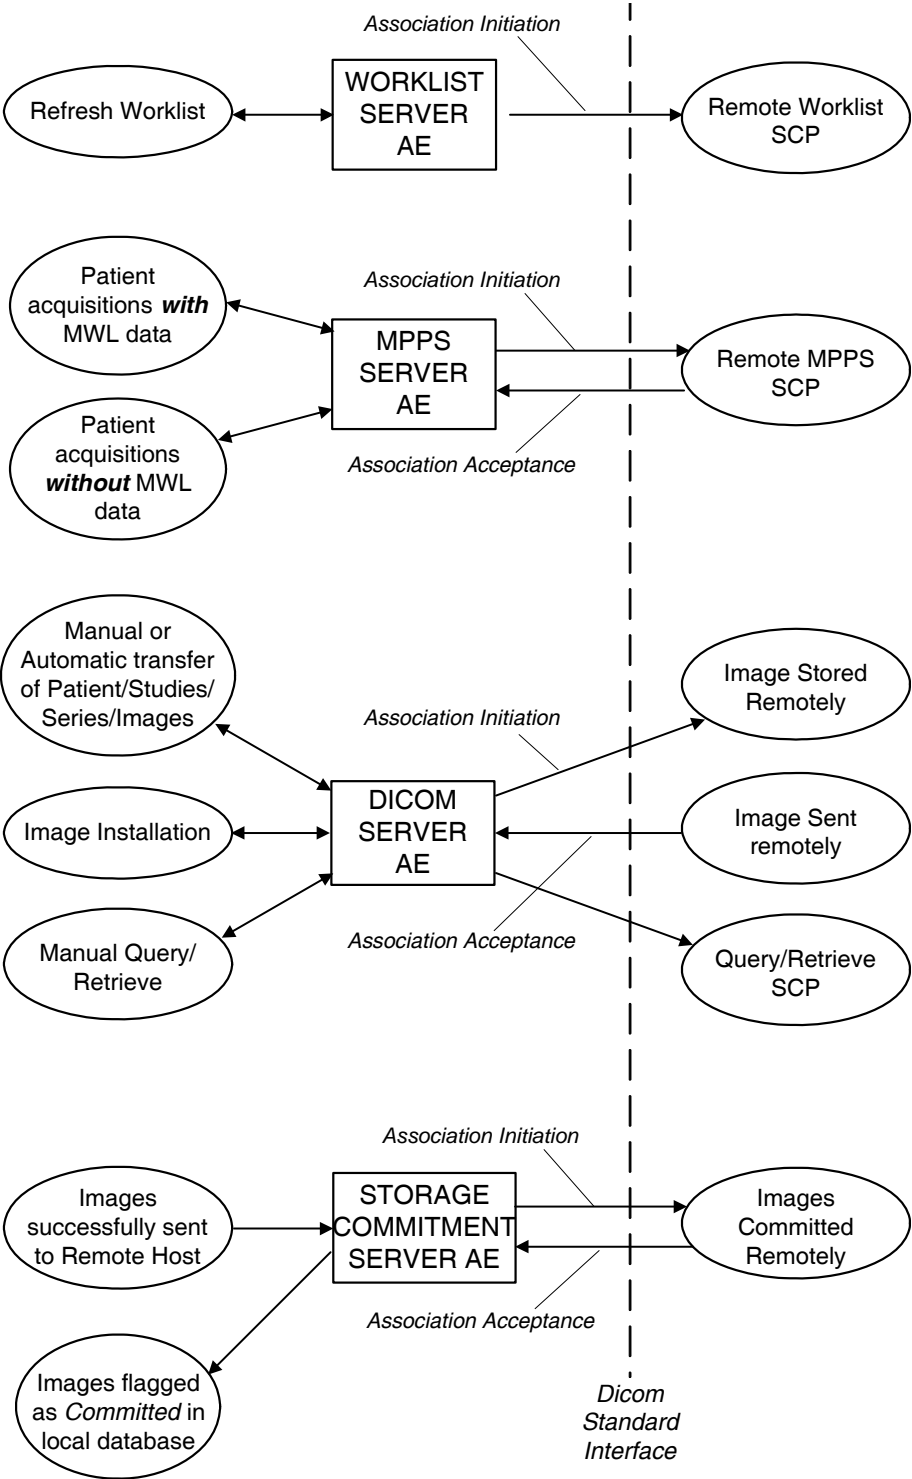 Association Initiation
Refresh Worklist
WORKLIST
SERVER
AE
Remote Worklist
SCP
Patient
acquisitions with
MWL data
Association Initiation
MPPS
SERVER
AE
Remote MPPS
SCP
Patient
acquisitions
without MWL
data
Association Acceptance
Manual or
Automatic transfer
of Patient/Studies/
Series/Images
Association Initiation
Image Stored
Remotely
Image Installation
DICOM
SERVER
AE
Image Sent
remotely
Manual Query/
Retrieve
Association Acceptance
Query/Retrieve
SCP
Association Initiation
Images
successfully sent
to Remote Host
STORAGE
COMMITMENT
SERVER AE
Images
Committed
Remotely
Association Acceptance
Images flagged
as Committed in
local database
Dicom
Standard
Interface